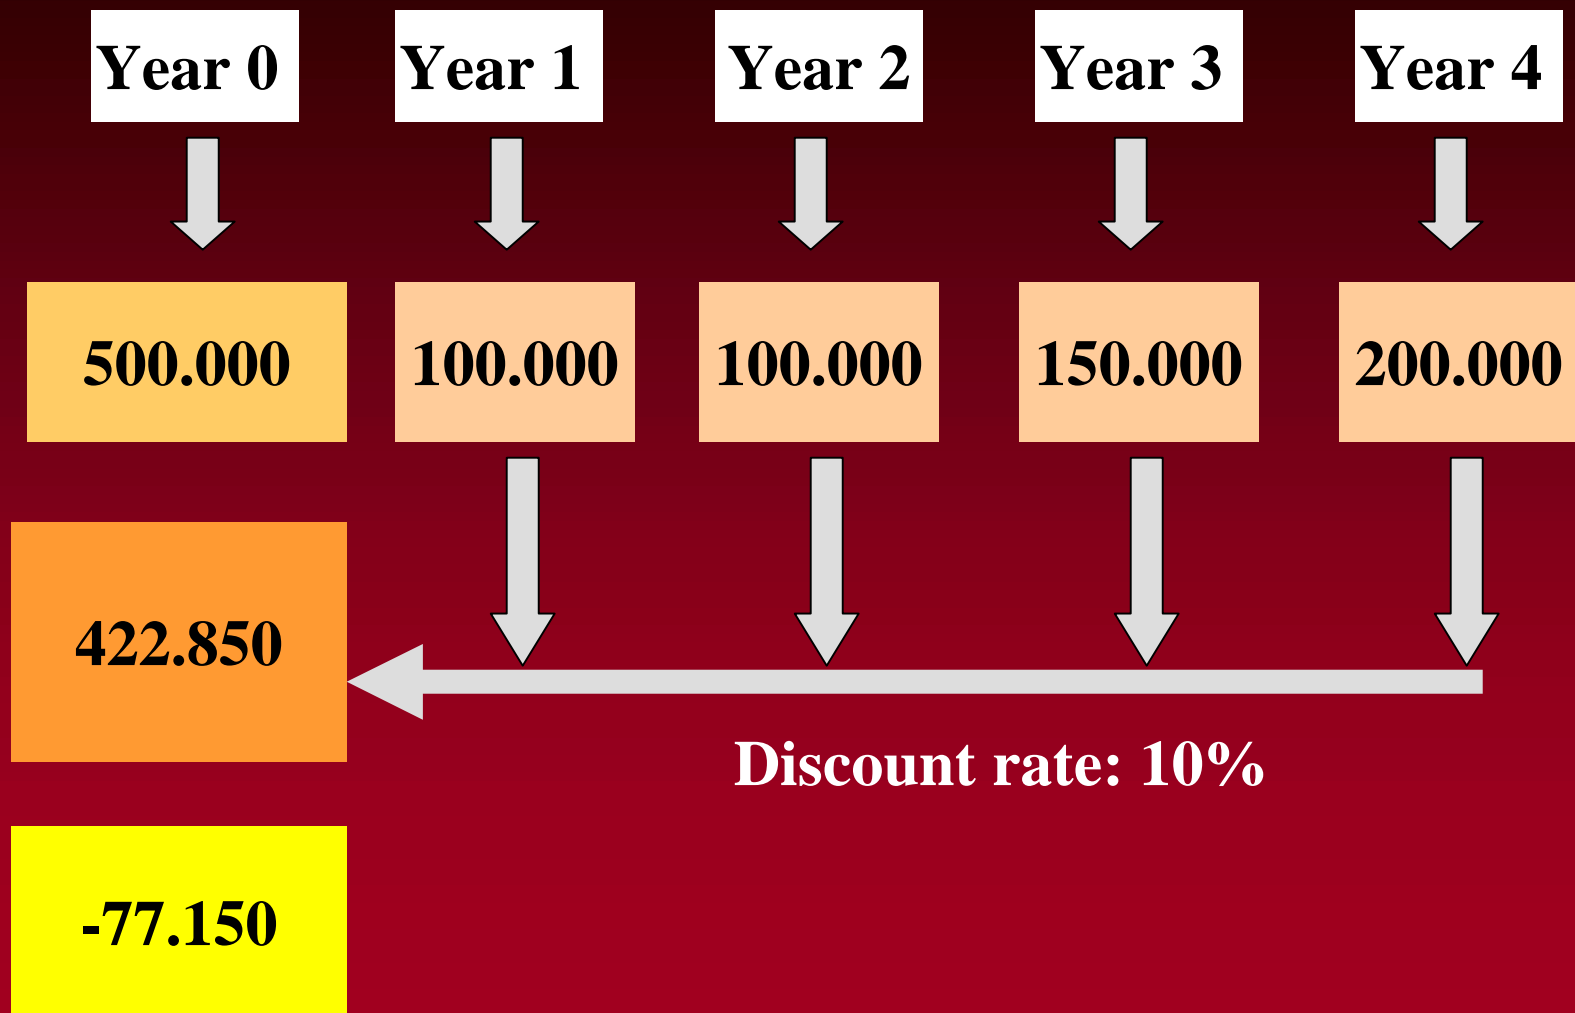 Year 0
Year 1
Year 2
Year 3
Year 4
500.000
100.000
100.000
150.000
200.000
422.850
Discount rate: 10%
-77.150